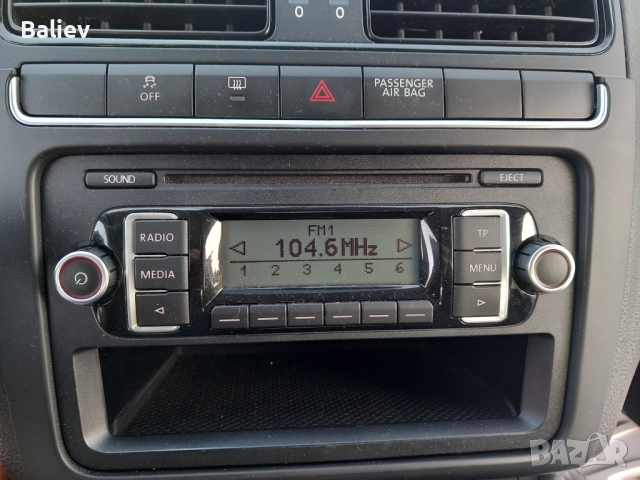 Baliev
0 0
OFF
PASSENGER
AIR BAG
SOUND
EJECT
RADIO
FM1
TP
104.6MHz
MEDIA
MENU
1 2 3 4 5 6
BAZAR